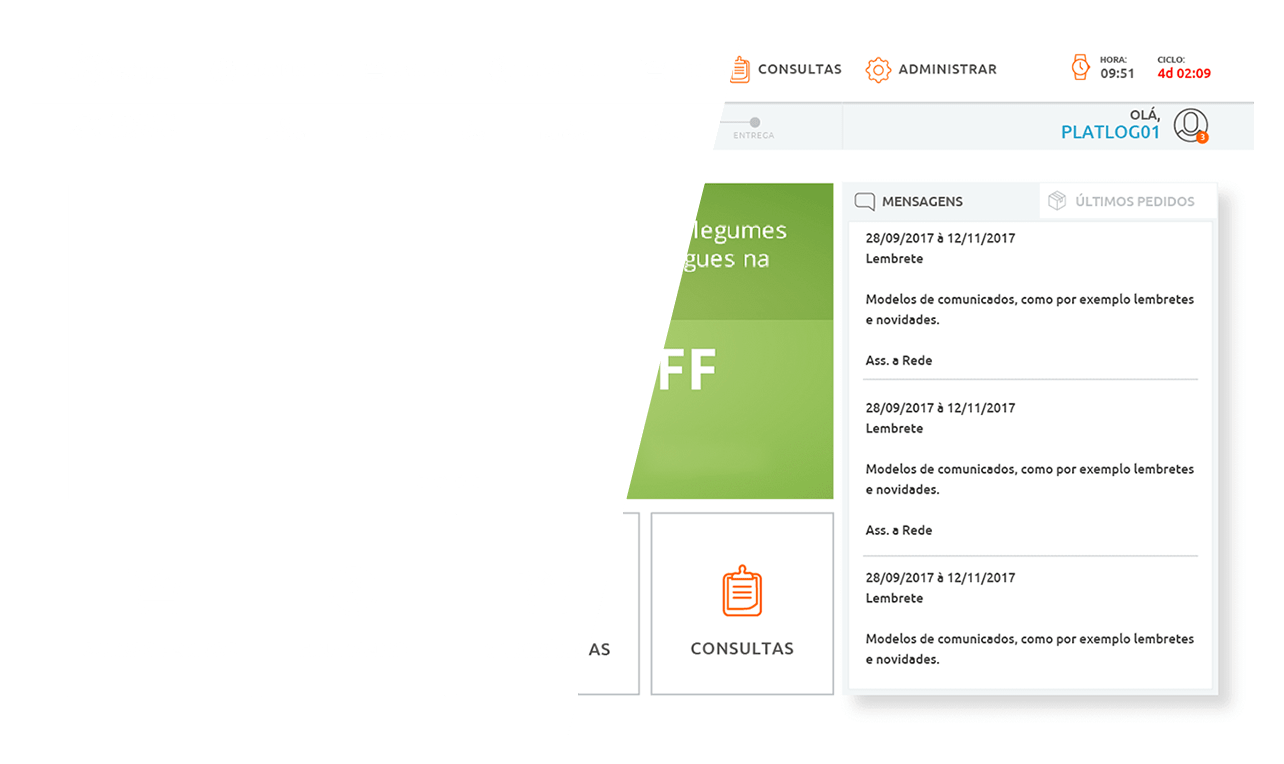 CONSULTAS
ADMINISTRAR
HORA:
09:51
CICLO:
4d 02:09
ENTREGA
OLÁ,
PLATLOG01
3
legumes
gues na
FF
AS
CONSULTAS
MENSAGENS
ÚLTIMOS PEDIDOS
28/09/2017 à 12/11/2017
Lembrete
Modelos de comunicados, como por exemplo lembretes
e novidades.
Ass. a Rede
28/09/2017 à 12/11/2017
Lembrete
Modelos de comunicados, como por exemplo lembretes
e novidades.
Ass. a Rede
28/09/2017 à 12/11/2017
Lembrete
Modelos de comunicados, como por exemplo lembretes
e novidades.